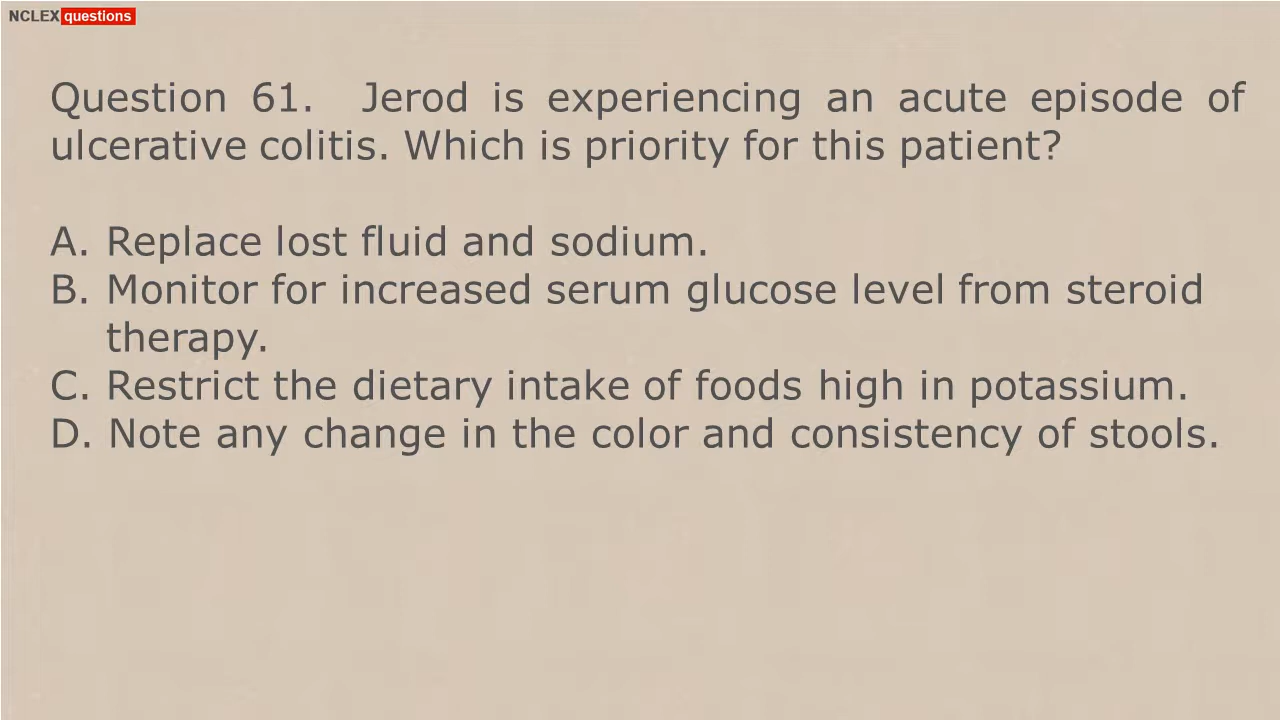 NCLEX questions
Question 61. Jerod is experiencing an acute episode of
ulcerative colitis. Which is priority for this patient?
A. Replace lost fluid and sodium.
B. Monitor for increased serum glucose level from steroid
therapy.
C. Restrict the dietary intake of foods high in potassium.
D. Note any change in the color and consistency of stools.